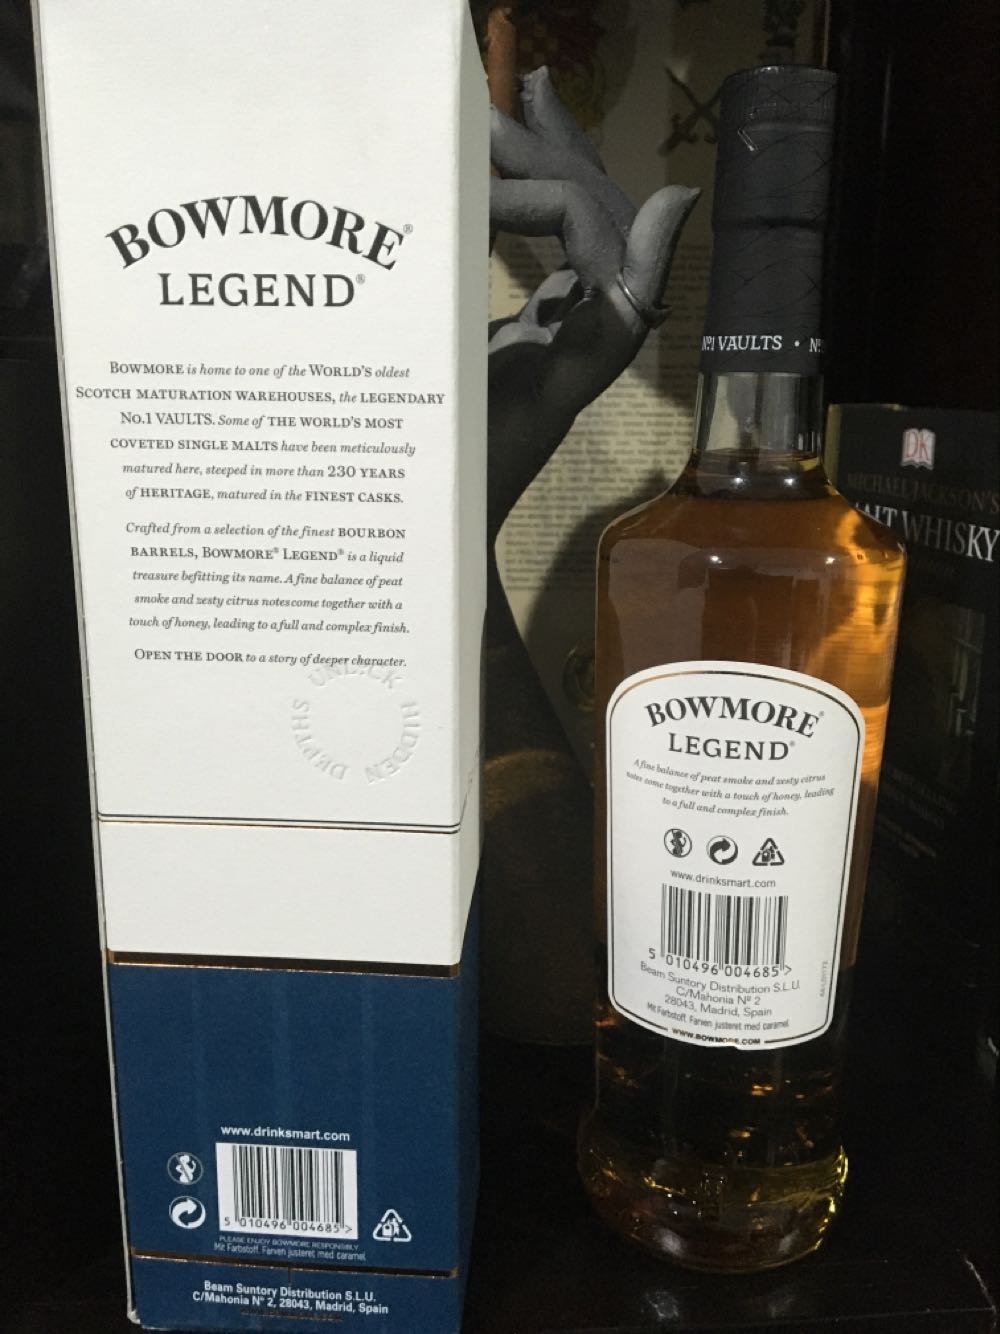 BOWMORE®
LEGEND®
BOWMORE is home to one of the WORLD'S oldest
SCOTCH MATURATION WAREHOUSES, the LEGENDARY
No.1 VAULTS. Some of THE WORLD'S MOST
COVETED SINGLE MALTS have been meticulously
matured here, steeped in more than 230 YEARS
of HERITAGE, matured in the FINEST CASKS.
Crafted from a selection of the finest BOURBON
BARRELS, BOWMORE® LEGEND® is a liquid
treasure befitting its name. A fine balance of peat
smoke and zesty citrus notes come together with a
touch of honey, leading to a full and complex finish.
OPEN THE DOOR to a story of deeper character.
UNLOCK HIDDEN DEPTHS
www.drinksmart.com
5 010496 004685 >
PLEASE ENJOY BOWMORE RESPONSIBLY
Mit Farbstoff. Farven justeret med caramel
Beam Suntory Distribution S.L.U.
C/Mahonia Nº 2, 28043, Madrid, Spain
Nº1 VAULTS • Nº
BOWMORE®
LEGEND®
A fine balance of peat smoke and zesty citrus
notes come together with a touch of honey, leading
to a full and complex finish.
www.drinksmart.com
5 010496 004685 >
Beam Suntory Distribution S.L.U.
C/Mahonia Nº 2
28043, Madrid, Spain
Mit Farbstoff. Farven justeret med caramel
WWW.BOWMORE.COM
DK
MICHAEL JACKSON'S
WHISKY